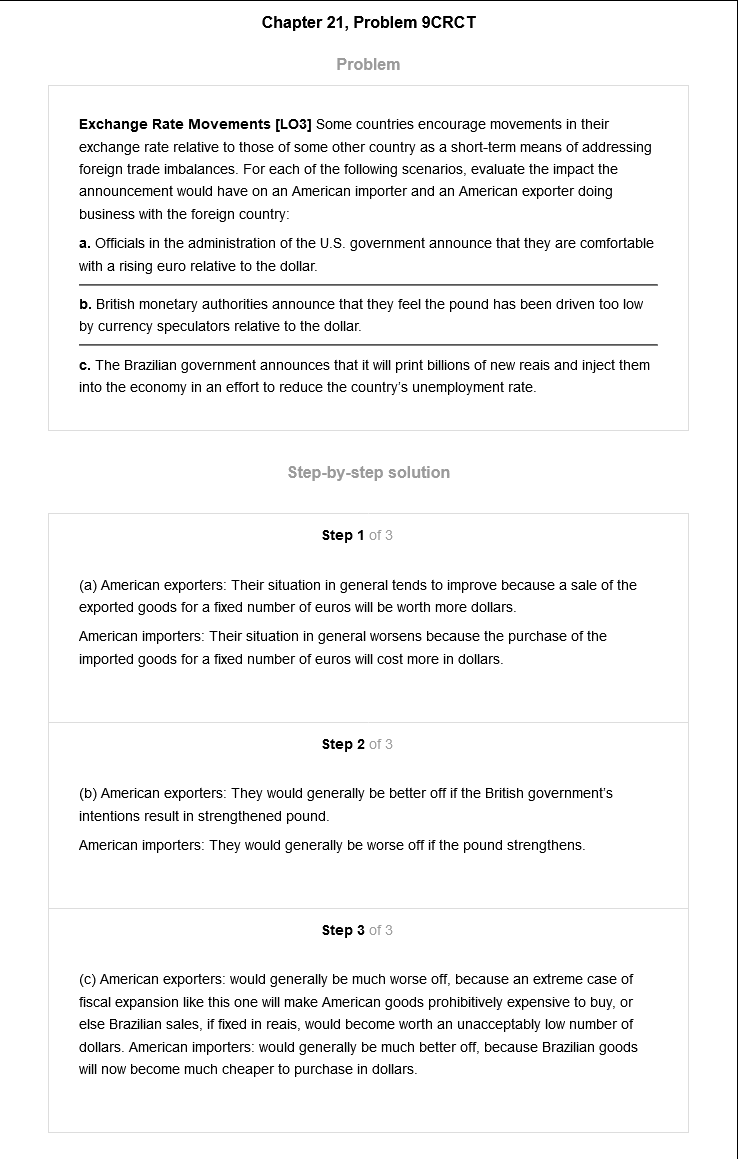 Chapter 21, Problem 9CRCT
Problem
Exchange Rate Movements [LO3] Some countries encourage movements in their
exchange rate relative to those of some other country as a short-term means of addressing
foreign trade imbalances. For each of the following scenarios, evaluate the impact the
announcement would have on an American importer and an American exporter doing
business with the foreign country:
a. Officials in the administration of the U.S. government announce that they are comfortable
with a rising euro relative to the dollar.
b. British monetary authorities announce that they feel the pound has been driven too low
by currency speculators relative to the dollar.
c. The Brazilian government announces that it will print billions of new reais and inject them
into the economy in an effort to reduce the country's unemployment rate.
Step-by-step solution
Step 1 of 3
(a) American exporters: Their situation in general tends to improve because a sale of the
exported goods for a fixed number of euros will be worth more dollars.
American importers: Their situation in general worsens because the purchase of the
imported goods for a fixed number of euros will cost more in dollars.
Step 2 of 3
(b) American exporters: They would generally be better off if the British government's
intentions result in strengthened pound.
American importers: They would generally be worse off if the pound strengthens.
Step 3 of 3
(c) American exporters: would generally be much worse off, because an extreme case of
fiscal expansion like this one will make American goods prohibitively expensive to buy, or
else Brazilian sales, if fixed in reais, would become worth an unacceptably low number of
dollars. American importers: would generally be much better off, because Brazilian goods
will now become much cheaper to purchase in dollars.